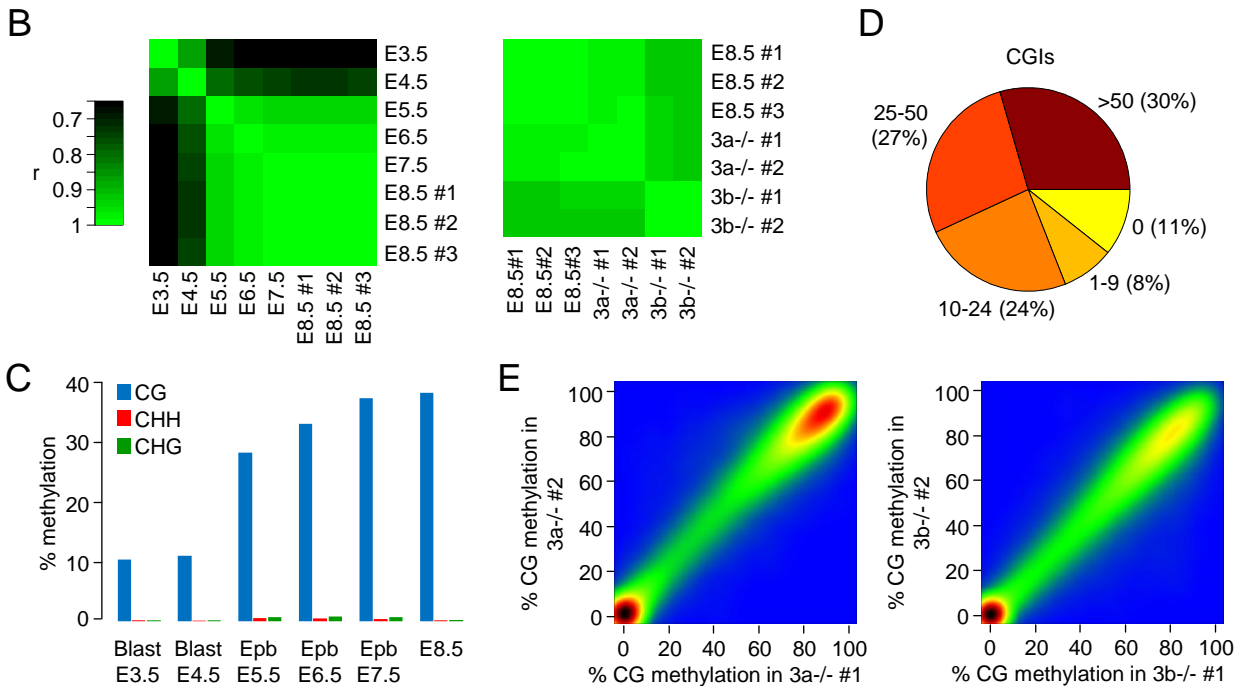 B
E3.5
E4.5
E5.5
E6.5
E7.5
E8.5 #1
E8.5 #2
E8.5 #3
r
0.7
0.8
0.9
1
E3.5
E4.5
E5.5
E6.5
E7.5
E8.5 #1
E8.5 #2
E8.5 #3
E8.5 #1
E8.5 #2
E8.5 #3
3a-/- #1
3a-/- #2
3b-/- #1
3b-/- #2
E8.5#1
E8.5#2
E8.5#3
3a-/- #1
3a-/- #2
3b-/- #1
3b-/- #2
D
CGIs
>50 (30%)
25-50
(27%)
0 (11%)
1-9 (8%)
10-24 (24%)
C
% methylation
40
30
20
10
0
CG
CHH
CHG
Blast
E3.5
Blast
E4.5
Epb
E5.5
Epb
E6.5
Epb
E7.5
E8.5
E
% CG methylation in
3a-/- #2
100
80
60
40
20
0
0 20 40 60 80 100
% CG methylation in 3a-/- #1
% CG methylation in
3b-/- #2
100
80
60
40
20
0
0 20 40 60 80 100
% CG methylation in 3b-/- #1